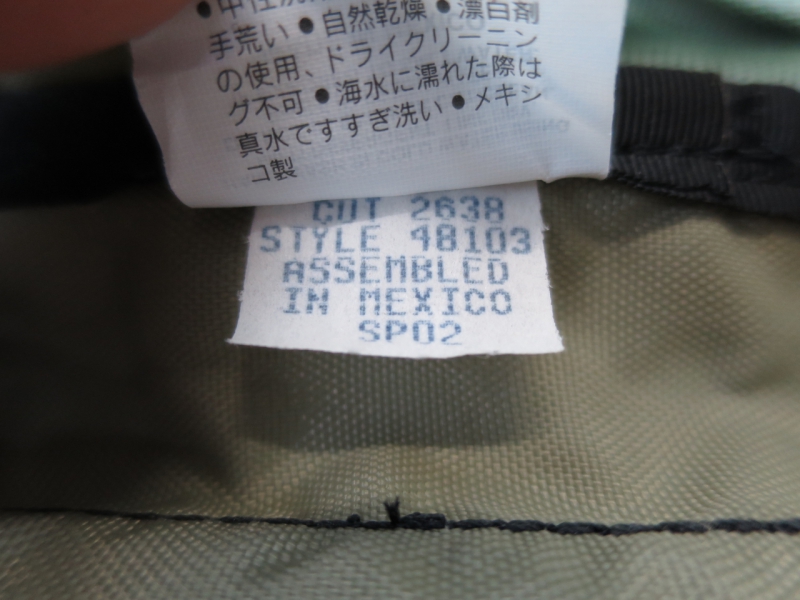 ●自然乾燥●漂白剤
手荒い
の使用、ドライクリーニン
グ不可●海水に濡れた際は
真水ですすぎ洗い●メキシ
コ製
CUT 2638
STYLE 48103
ASSEMBLED
IN MEXICO
SP02